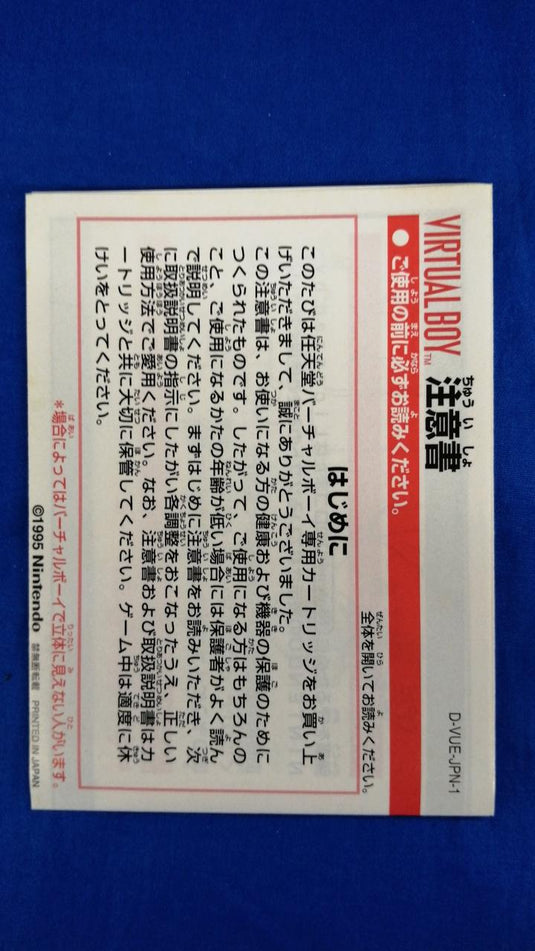 VIRTUAL BOY™ 注意書 D-VUE-JPN-1
●ご使用の前に必ずお読みください。
全体を開いてお読みください。
はじめに
このたびは任天堂バーチャルボーイ専用カートリッジをお買い上
げいただきまして、誠にありがとうございました。
この注意書は、お使いになる方の健康および機器の保護のために
つくられたものです。したがって、ご使用になる方はもちろんの
こと、ご使用になるかたの年齢が低い場合には保護者がよく読ん
で説明してください。まずはじめに注意書をお読みいただき、次
に取扱説明書の指示にしたがい各調整をおこなったうえ、正しい
使用方法でご愛用ください。なお、注意書および取扱説明書はカ
ートリッジと共に大切に保管してください。ゲーム中は適度に休
けいをとってください。
＊場合によってはバーチャルボーイで立体に見えない人がいます。
©1995 Nintendo 禁無断転載 PRINTED IN JAPAN